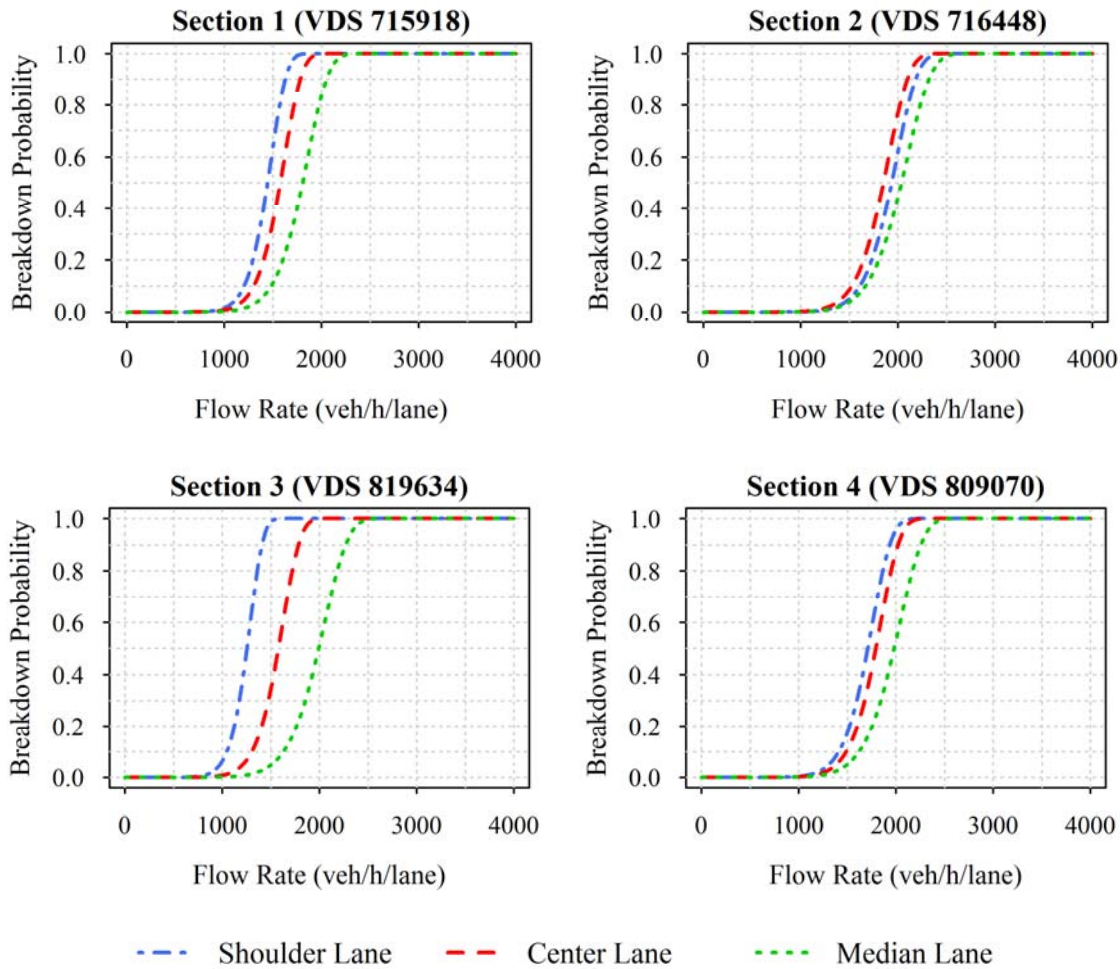 Section 1 (VDS 715918)
Breakdown Probability
1.0
0.8
0.6
0.4
0.2
0.0
0 1000 2000 3000 4000
Flow Rate (veh/h/lane)
Section 2 (VDS 716448)
Breakdown Probability
1.0
0.8
0.6
0.4
0.2
0.0
0 1000 2000 3000 4000
Flow Rate (veh/h/lane)
Section 3 (VDS 819634)
Breakdown Probability
1.0
0.8
0.6
0.4
0.2
0.0
0 1000 2000 3000 4000
Flow Rate (veh/h/lane)
Section 4 (VDS 809070)
Breakdown Probability
1.0
0.8
0.6
0.4
0.2
0.0
0 1000 2000 3000 4000
Flow Rate (veh/h/lane)
Shoulder Lane Center Lane Median Lane